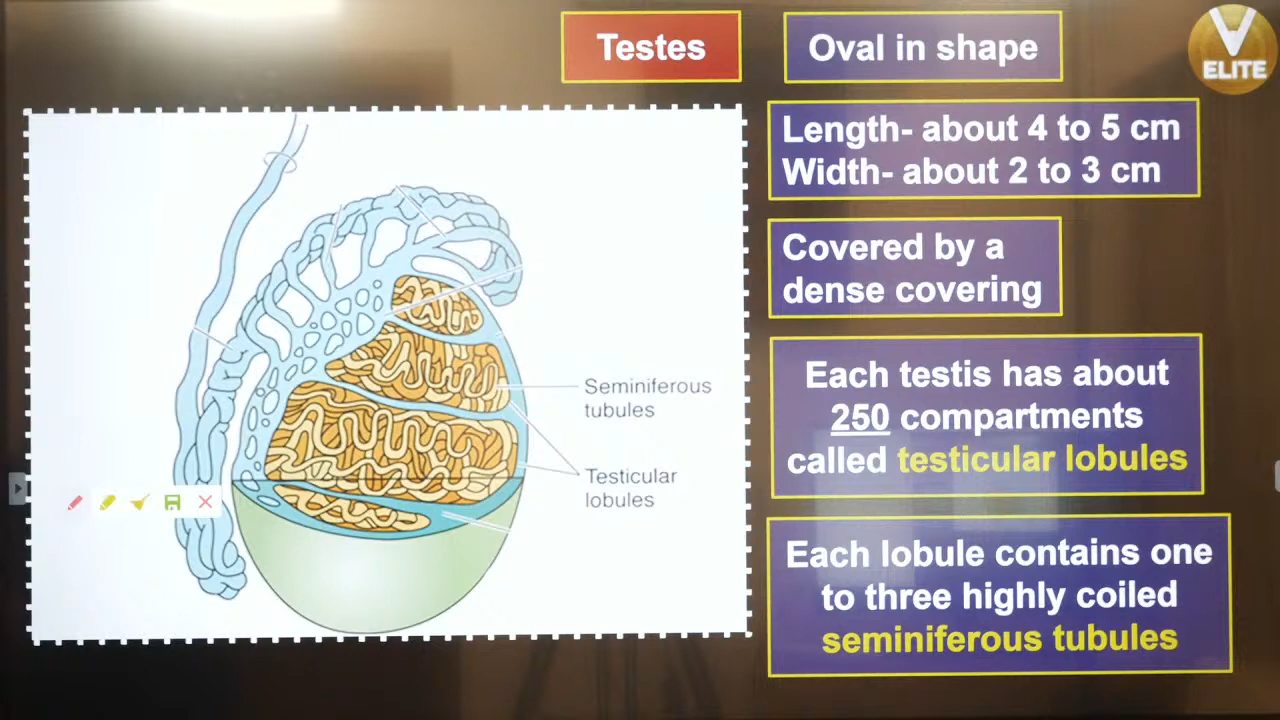 Testes
Oval in shape
V
ELITE
Length- about 4 to 5 cm
Width- about 2 to 3 cm
Covered by a
dense covering
Each testis has about
250 compartments
called testicular lobules
Each lobule contains one
to three highly coiled
seminiferous tubules
Seminiferous
tubules
Testicular
lobules